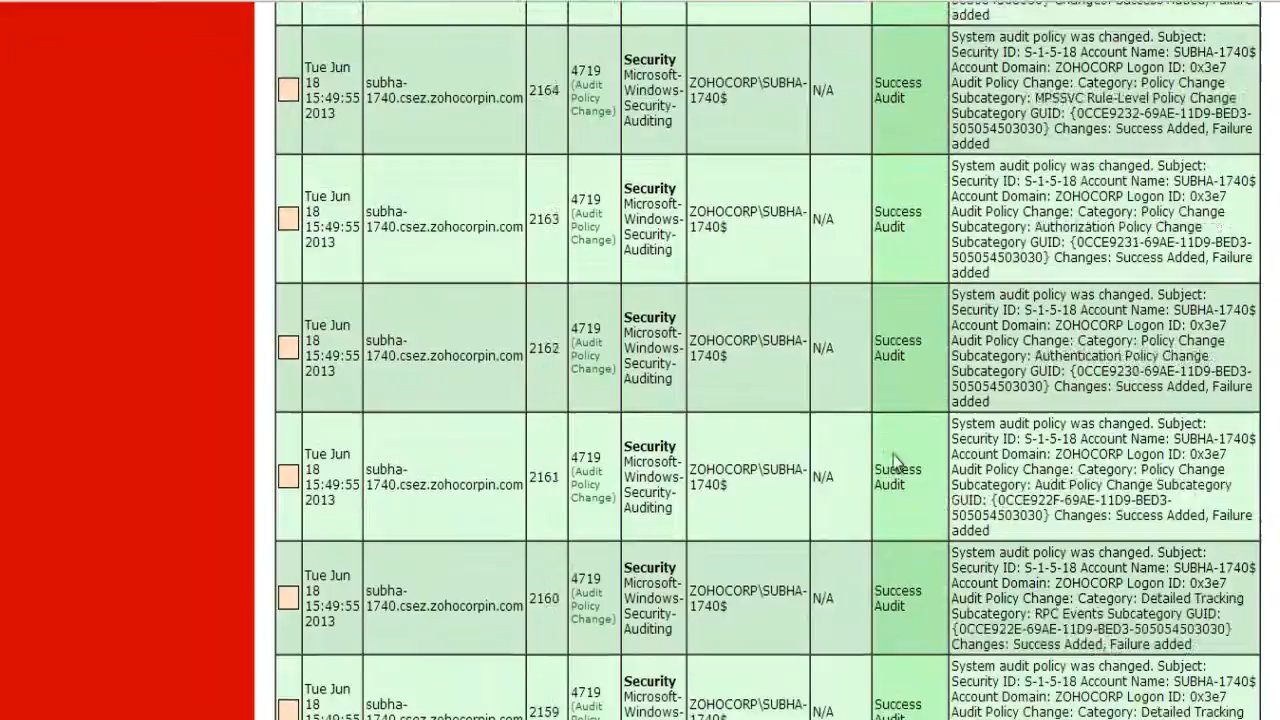 added
Tue Jun
18
15:49:55
2013
subha-
1740.csez.zohocorpin.com
2164
4719
(Audit
Policy
Change)
Security
Microsoft-
Windows-
Security-
Auditing
ZOHOCORP\SUBHA-
1740$
N/A
Success
Audit
System audit policy was changed. Subject:
Security ID: S-1-5-18 Account Name: SUBHA-1740$
Account Domain: ZOHOCORP Logon ID: 0x3e7
Audit Policy Change: Category: Policy Change
Subcategory: MPSSVC Rule-Level Policy Change
Subcategory GUID: {0CCE9232-69AE-11D9-BED3-
505054503030} Changes: Success Added, Failure
added
Tue Jun
18
15:49:55
2013
subha-
1740.csez.zohocorpin.com
2163
4719
(Audit
Policy
Change)
Security
Microsoft-
Windows-
Security-
Auditing
ZOHOCORP\SUBHA-
1740$
N/A
Success
Audit
System audit policy was changed. Subject:
Security ID: S-1-5-18 Account Name: SUBHA-1740$
Account Domain: ZOHOCORP Logon ID: 0x3e7
Audit Policy Change: Category: Policy Change
Subcategory: Authorization Policy Change
Subcategory GUID: {0CCE9231-69AE-11D9-BED3-
505054503030} Changes: Success Added, Failure
added
Tue Jun
18
15:49:55
2013
subha-
1740.csez.zohocorpin.com
2162
4719
(Audit
Policy
Change)
Security
Microsoft-
Windows-
Security-
Auditing
ZOHOCORP\SUBHA-
1740$
N/A
Success
Audit
System audit policy was changed. Subject:
Security ID: S-1-5-18 Account Name: SUBHA-1740$
Account Domain: ZOHOCORP Logon ID: 0x3e7
Audit Policy Change: Category: Policy Change
Subcategory: Authentication Policy Change
Subcategory GUID: {0CCE9230-69AE-11D9-BED3-
505054503030} Changes: Success Added, Failure
added
Tue Jun
18
15:49:55
2013
subha-
1740.csez.zohocorpin.com
2161
4719
(Audit
Policy
Change)
Security
Microsoft-
Windows-
Security-
Auditing
ZOHOCORP\SUBHA-
1740$
N/A
Success
Audit
System audit policy was changed. Subject:
Security ID: S-1-5-18 Account Name: SUBHA-1740$
Account Domain: ZOHOCORP Logon ID: 0x3e7
Audit Policy Change: Category: Policy Change
Subcategory: Audit Policy Change Subcategory
GUID: {0CCE922F-69AE-11D9-BED3-
505054503030} Changes: Success Added, Failure
added
Tue Jun
18
15:49:55
2013
subha-
1740.csez.zohocorpin.com
2160
4719
(Audit
Policy
Change)
Security
Microsoft-
Windows-
Security-
Auditing
ZOHOCORP\SUBHA-
1740$
N/A
Success
Audit
System audit policy was changed. Subject:
Security ID: S-1-5-18 Account Name: SUBHA-1740$
Account Domain: ZOHOCORP Logon ID: 0x3e7
Audit Policy Change: Category: Detailed Tracking
Subcategory: RPC Events Subcategory GUID:
{0CCE922E-69AE-11D9-BED3-505054503030}
Changes: Success Added, Failure added
Tue Jun
18
15:49:55
subha-
1740.csez.zohocorpin.com
2159
4719
(Audit
Policy
Security
Microsoft-
Windows-
ZOHOCORP\SUBHA-
1740$
N/A
Success
Audit
System audit policy was changed. Subject:
Security ID: S-1-5-18 Account Name: SUBHA-1740$
Account Domain: ZOHOCORP Logon ID: 0x3e7
Audit Policy Change: Category: Detailed Tracking